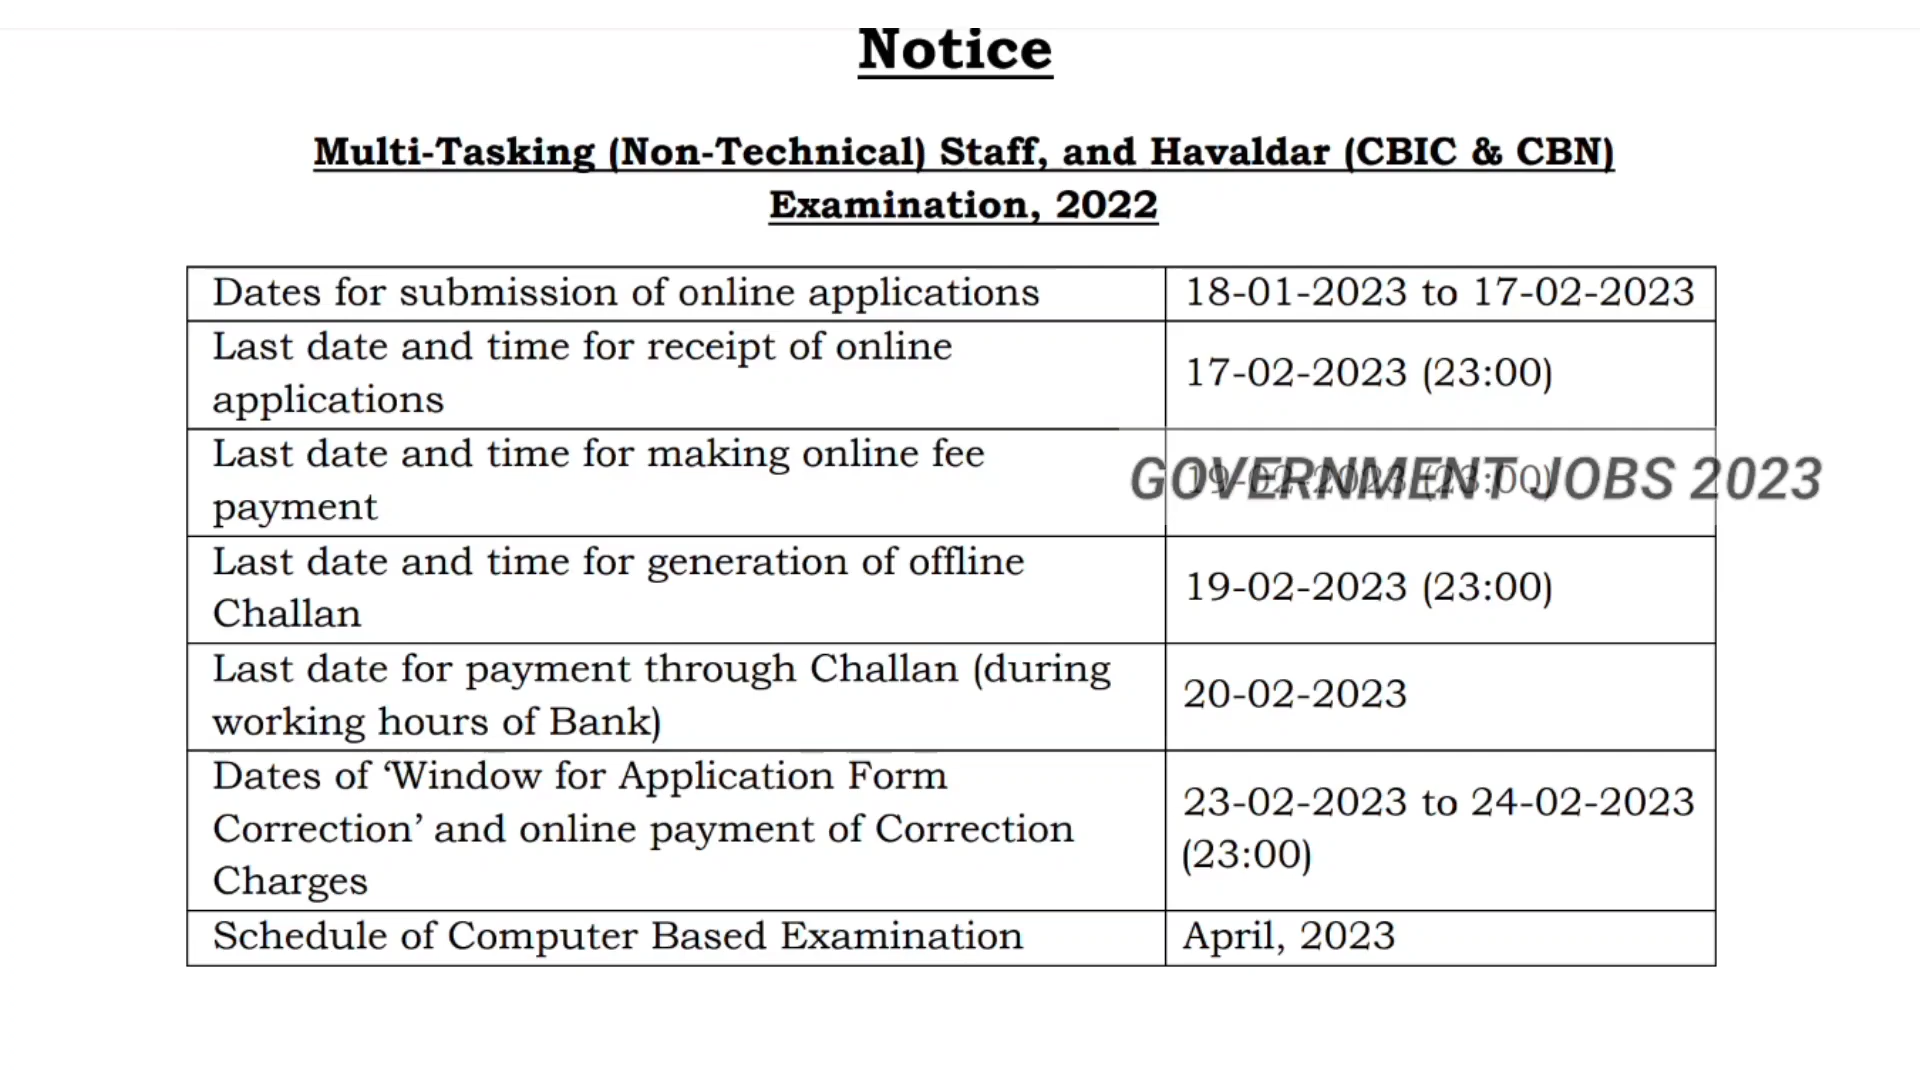 Notice
Multi-Tasking (Non-Technical) Staff, and Havaldar (CBIC & CBN)
Examination, 2022
Dates for submission of online applications
18-01-2023 to 17-02-2023
Last date and time for receipt of online
applications
17-02-2023 (23:00)
Last date and time for making online fee
payment
19-02-2023 (23:00)
GOVERNMENT JOBS 2023
Last date and time for generation of offline
Challan
19-02-2023 (23:00)
Last date for payment through Challan (during
working hours of Bank)
20-02-2023
Dates of ‘Window for Application Form
Correction’ and online payment of Correction
Charges
23-02-2023 to 24-02-2023
(23:00)
Schedule of Computer Based Examination
April, 2023